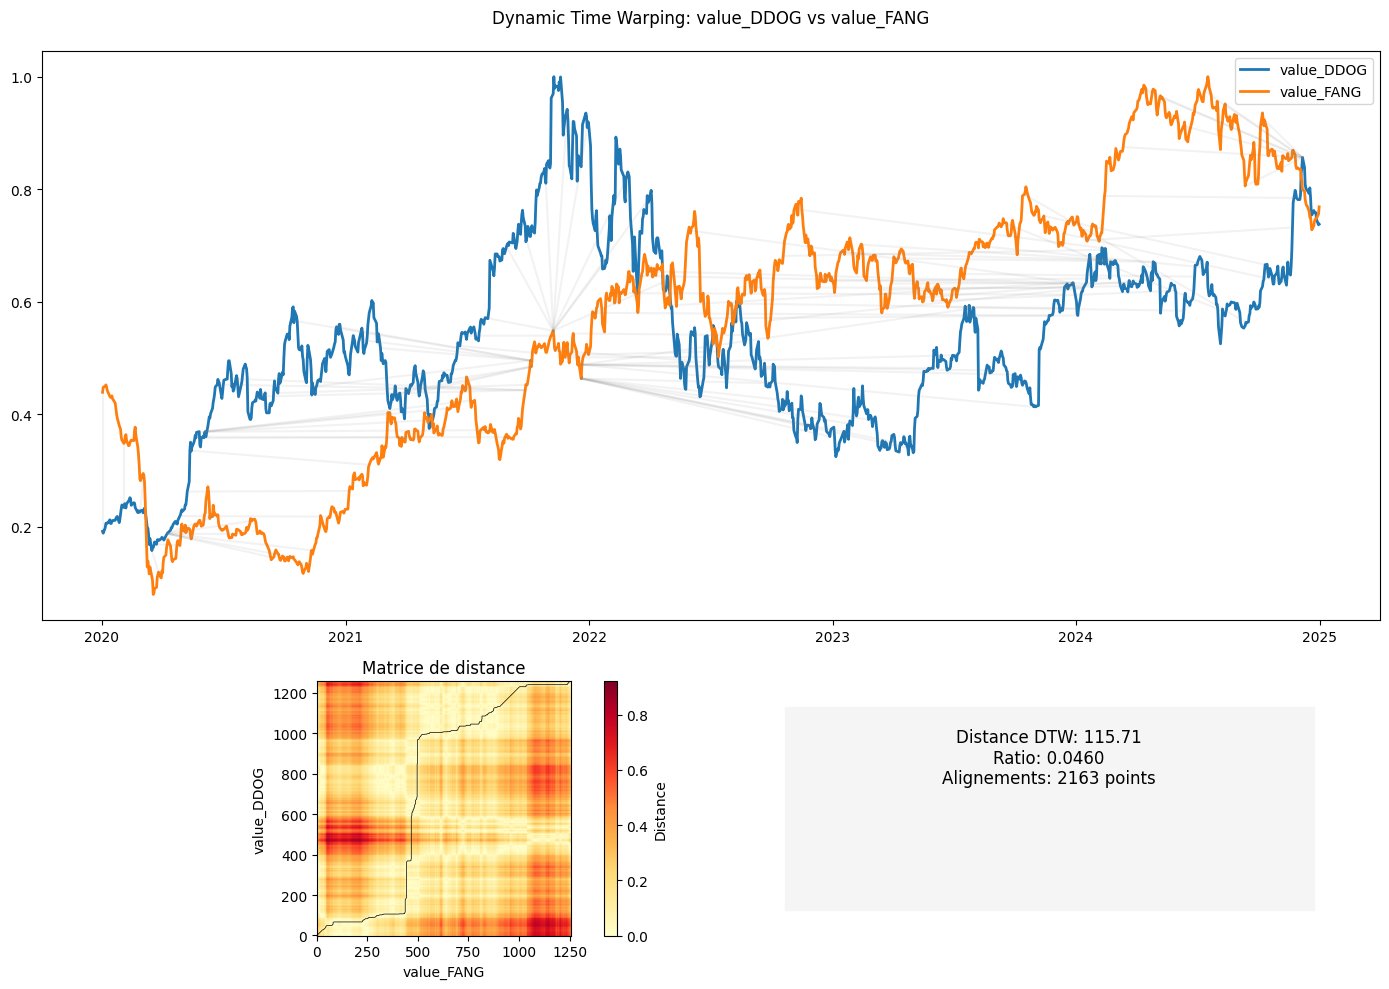 Dynamic Time Warping: value_DDOG vs value_FANG
value_DDOG
value_FANG
1.0
0.8
0.6
0.4
0.2
2020 2021 2022 2023 2024 2025
Matrice de distance
value_DDOG
1200
1000
800
600
400
200
0
0 250 500 750 1000 1250
value_FANG
0.8
0.6
0.4
0.2
0.0
Distance
Distance DTW: 115.71
Ratio: 0.0460
Alignements: 2163 points